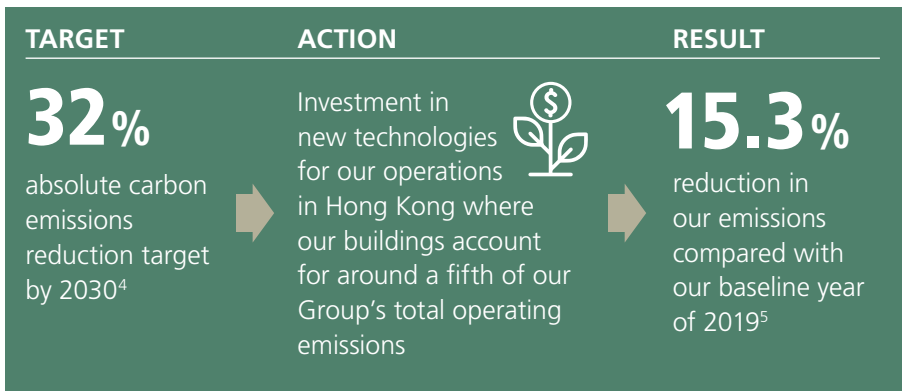 TARGET
32%
absolute carbon
emissions
reduction target
by 2030⁴
ACTION
Investment in
new technologies
for our operations
in Hong Kong where
our buildings account
for around a fifth of our
Group’s total operating
emissions
$
RESULT
15.3%
reduction in
our emissions
compared with
our baseline year
of 2019⁵